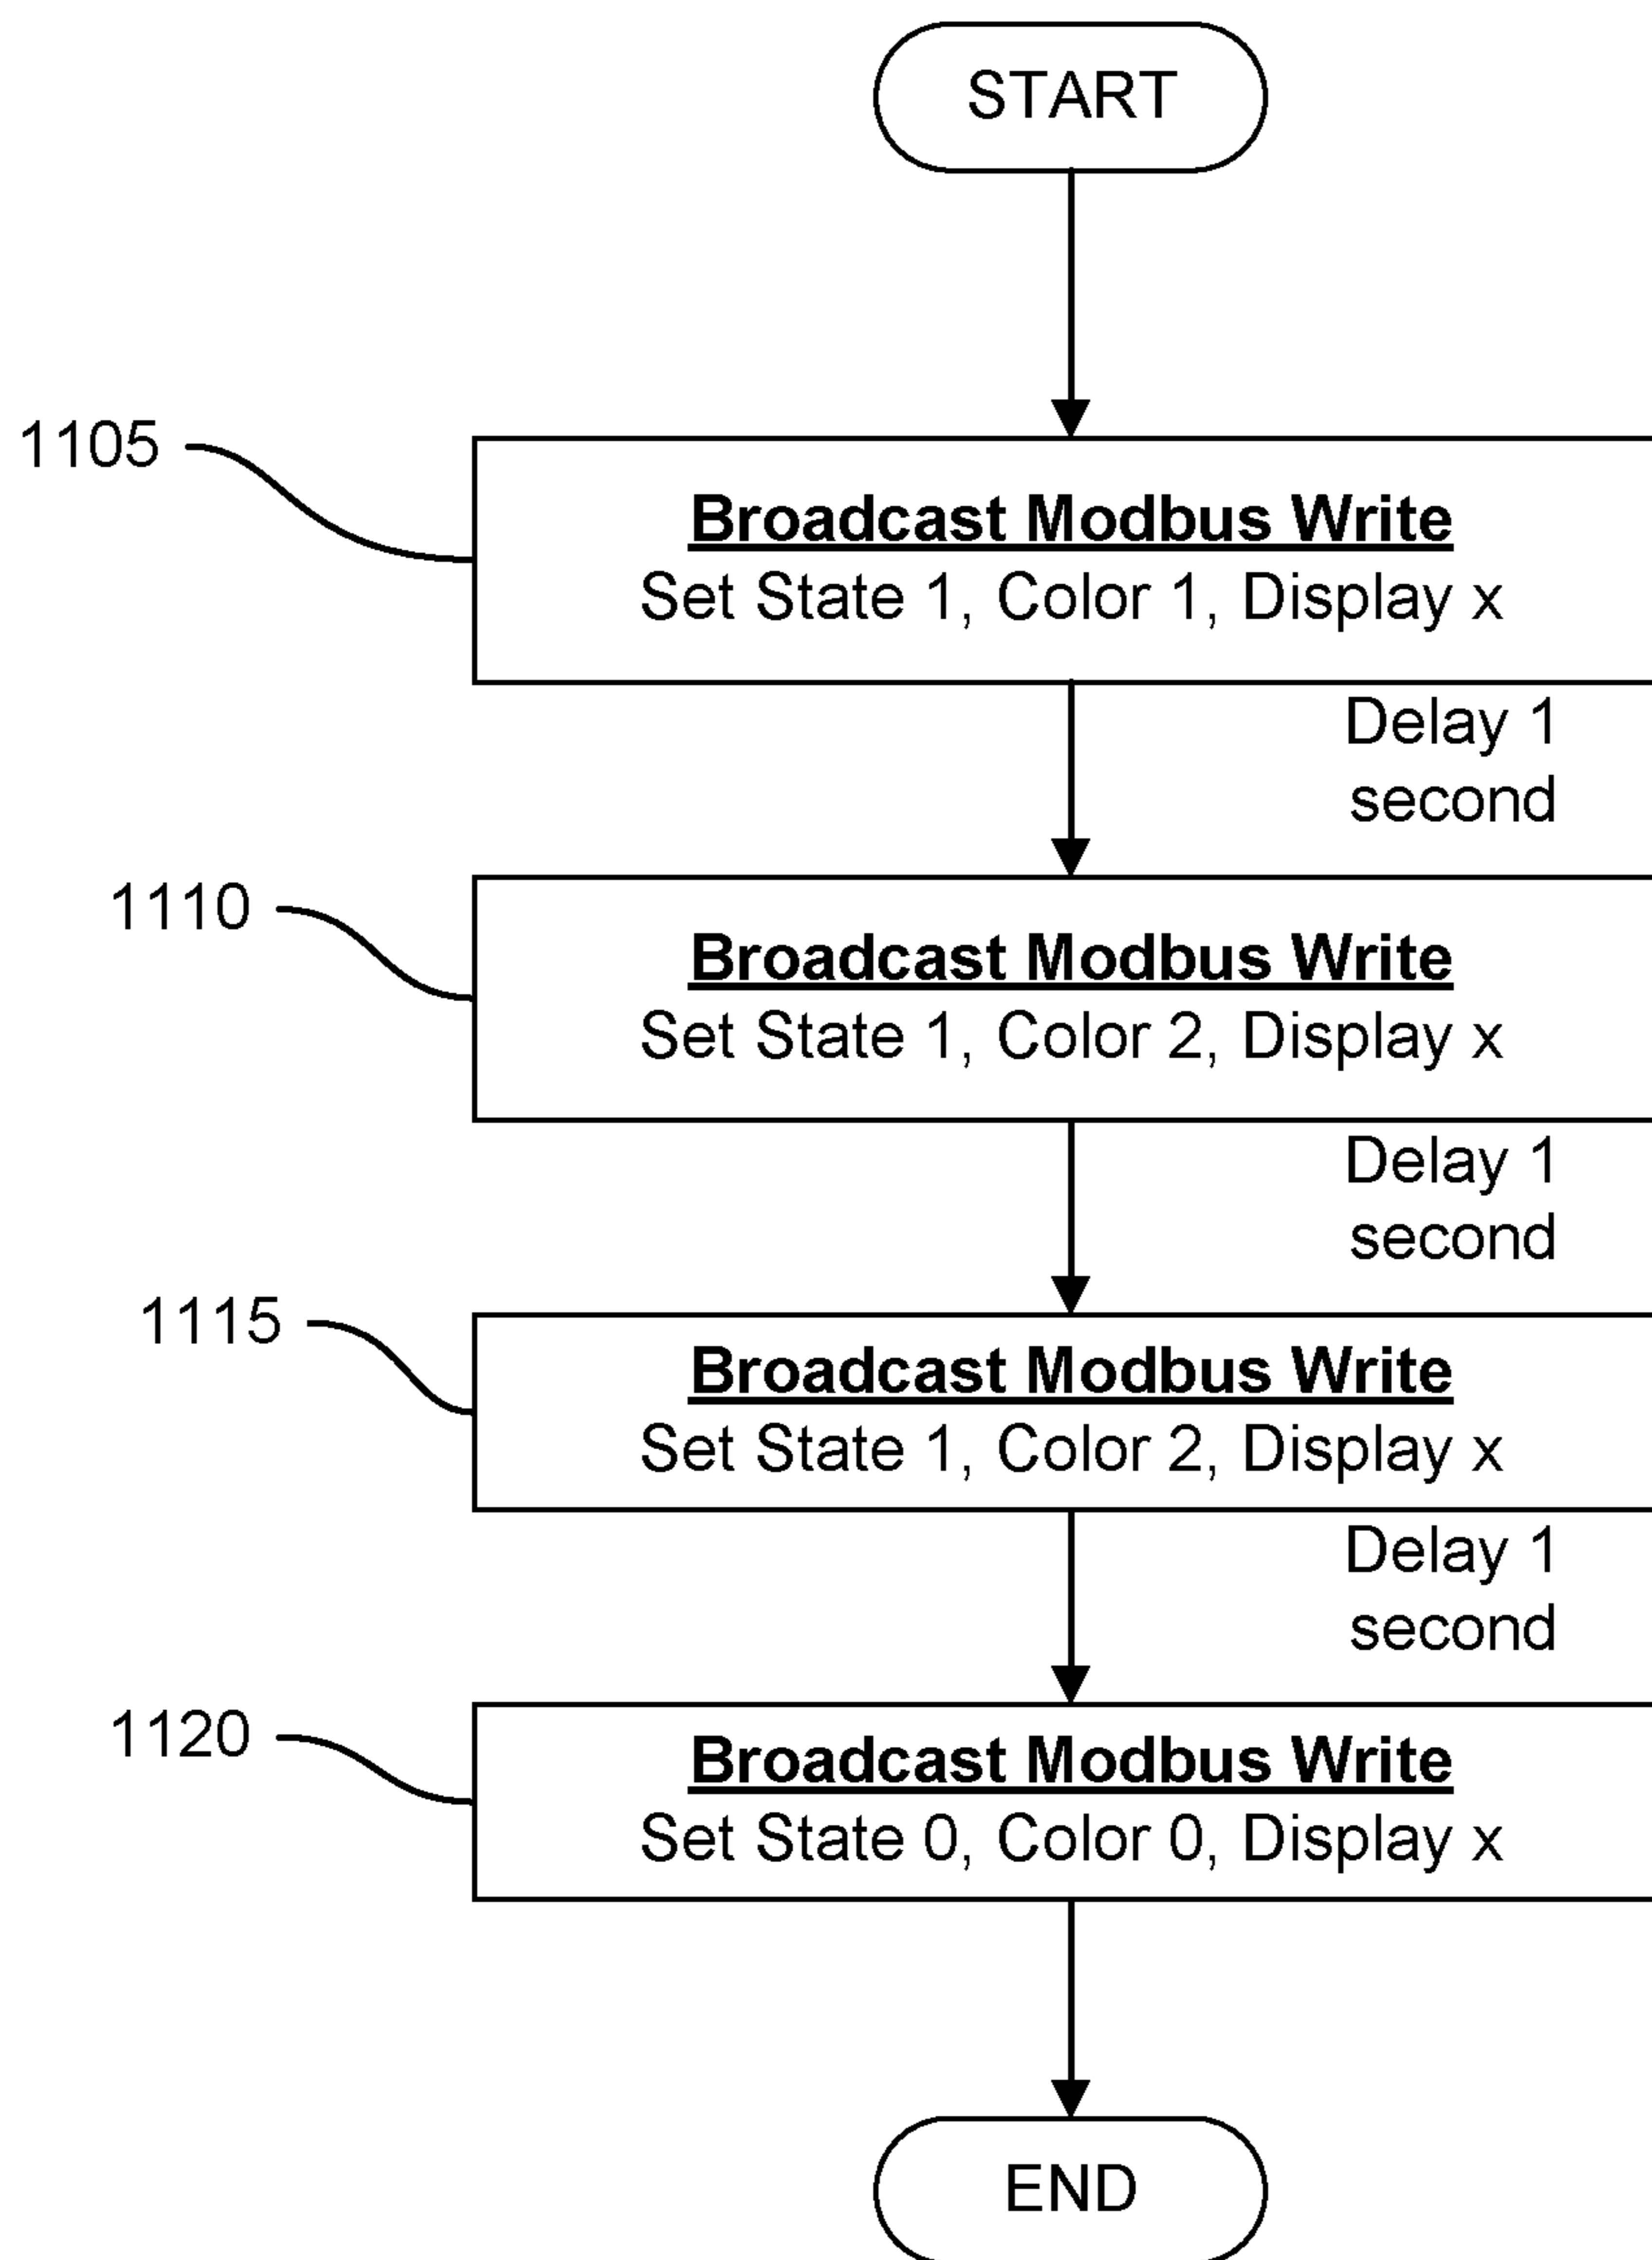 START
1105
Broadcast Modbus Write
Set State 1, Color 1, Display x
Delay 1
second
1110
Broadcast Modbus Write
Set State 1, Color 2, Display x
Delay 1
second
1115
Broadcast Modbus Write
Set State 1, Color 2, Display x
Delay 1
second
1120
Broadcast Modbus Write
Set State 0, Color 0, Display x
END